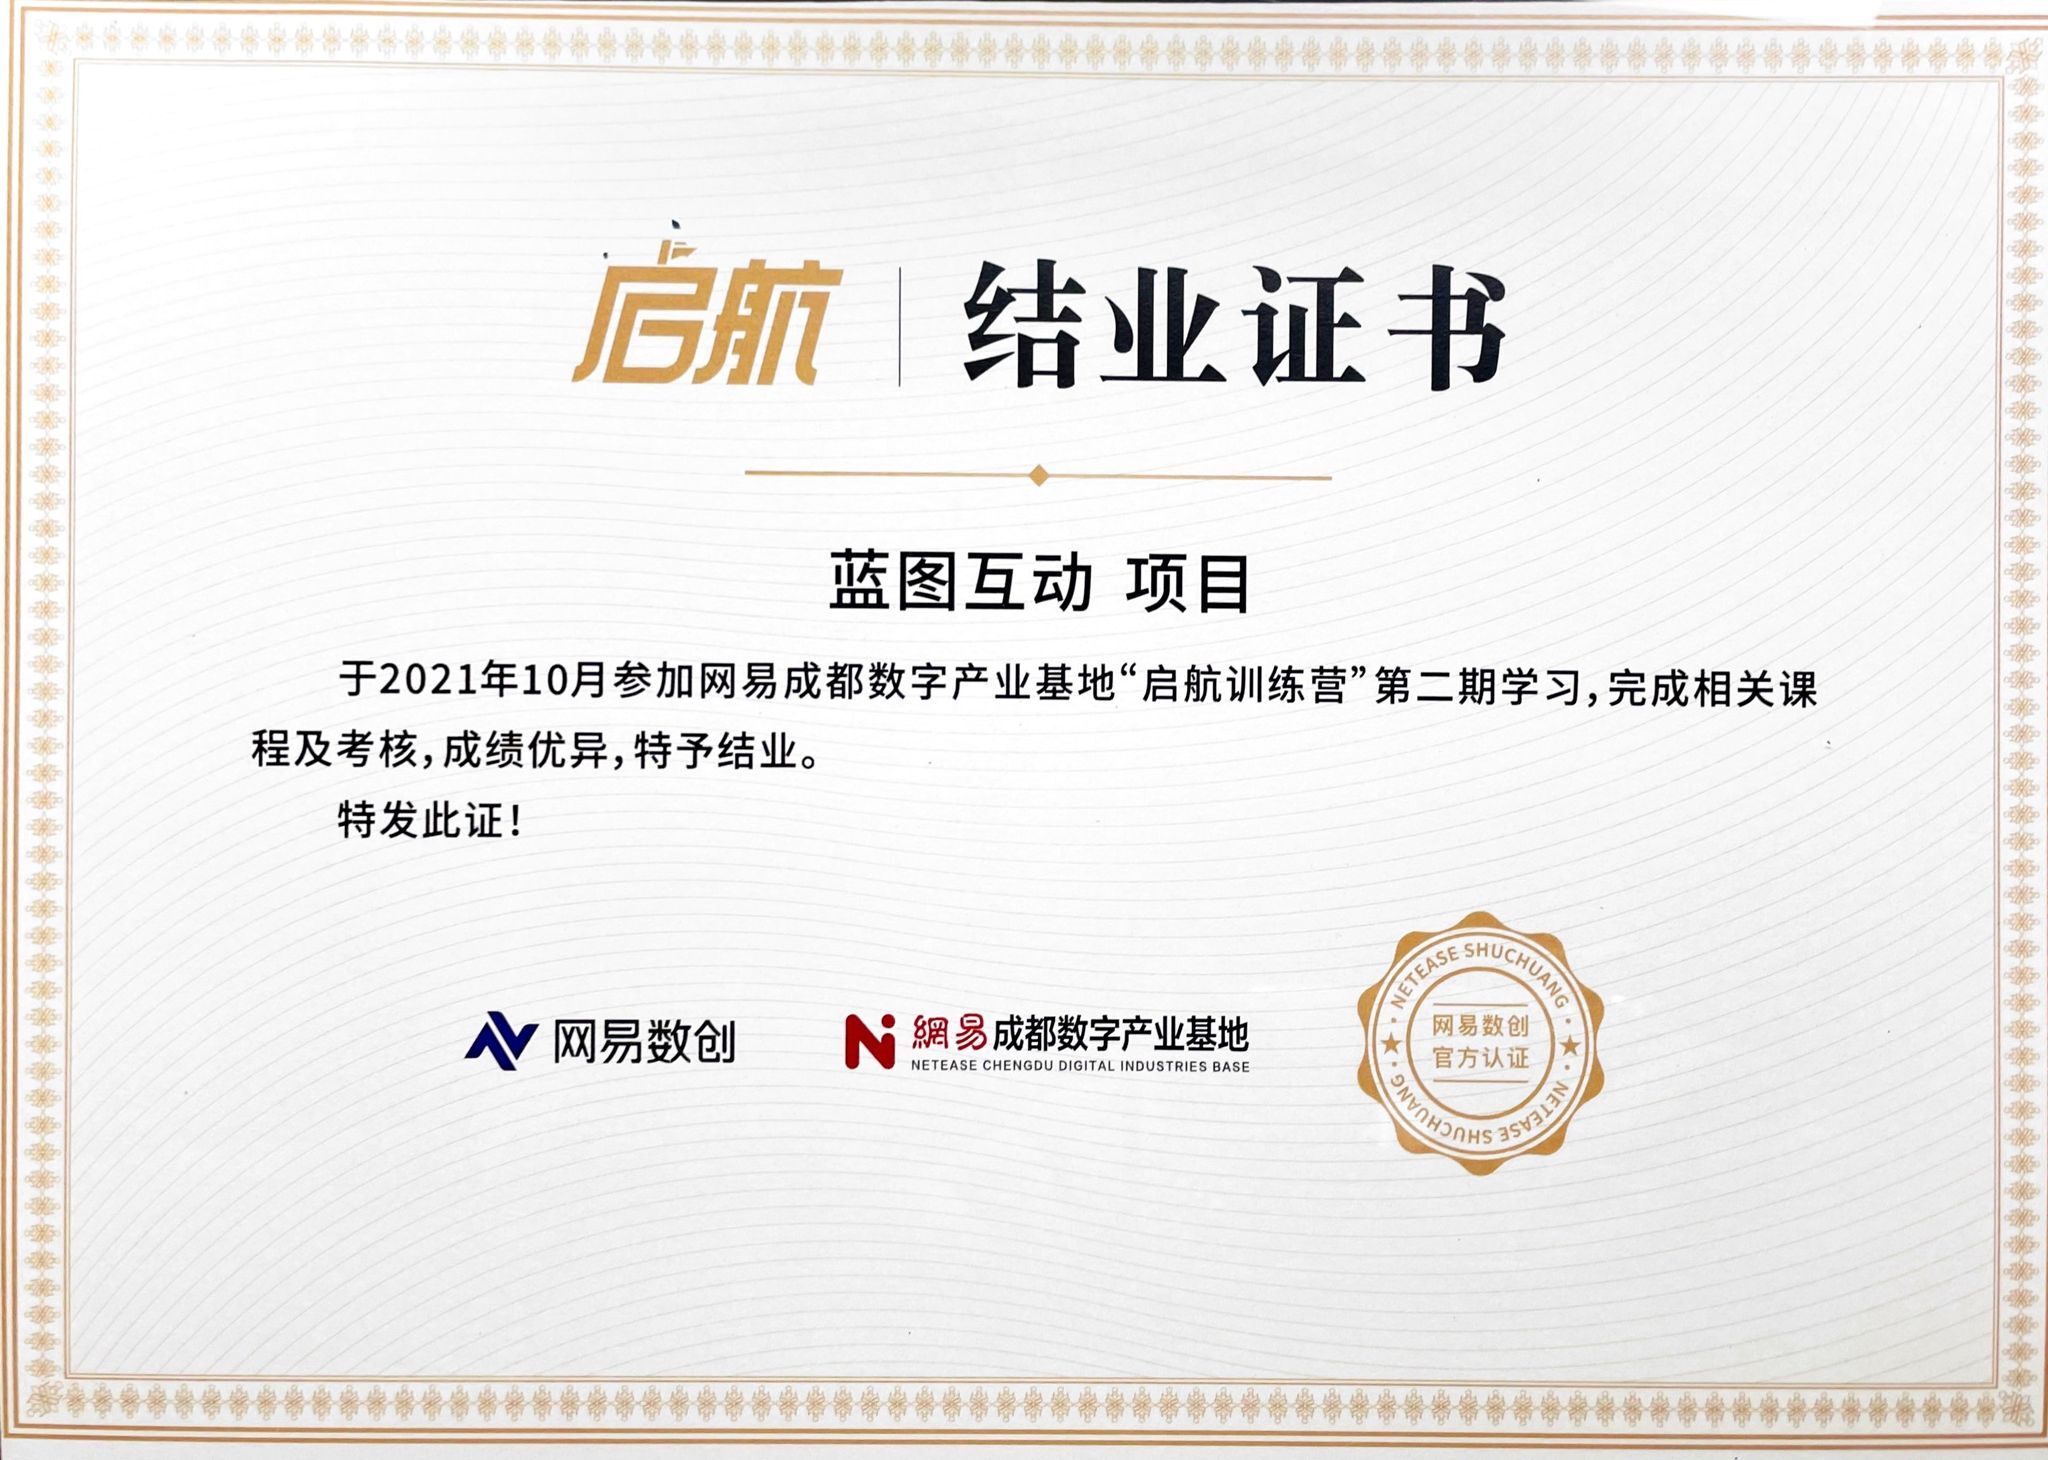 启航 结业证书
蓝图互动 项目
于2021年10月参加网易成都数字产业基地“启航训练营”第二期学习，完成相关课
程及考核，成绩优异，特予结业。
特发此证！
网易数创
網易成都数字产业基地
NETEASE CHENGDU DIGITAL INDUSTRIES BASE
NETEASE SHUCHUANG
网易数创
官方认证
NETEASE SHUCHUANG